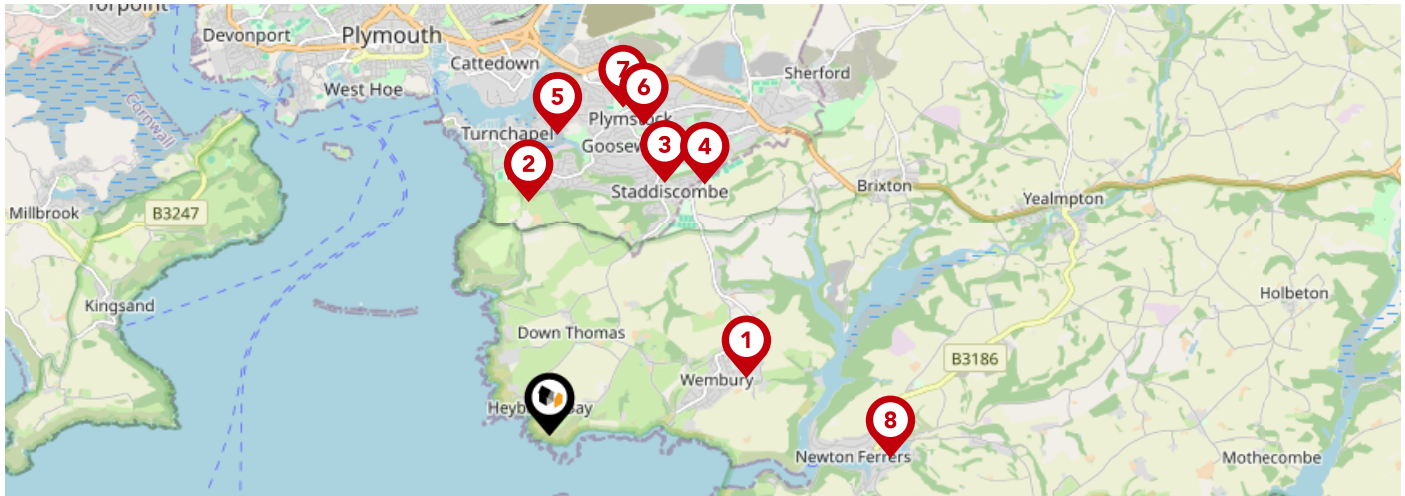 Torpoint
Devonport
Plymouth
Cattedown
West Hoe
Sherford
7
6
5
Cornwall
Plymstock
Turnchapel
3
4
2
Staddiscombe
Brixton
Yealmpton
Millbrook
B3247
Kingsand
Holbeton
Down Thomas
1
B3186
Wembury
8
Newton Ferrers
Mothecombe